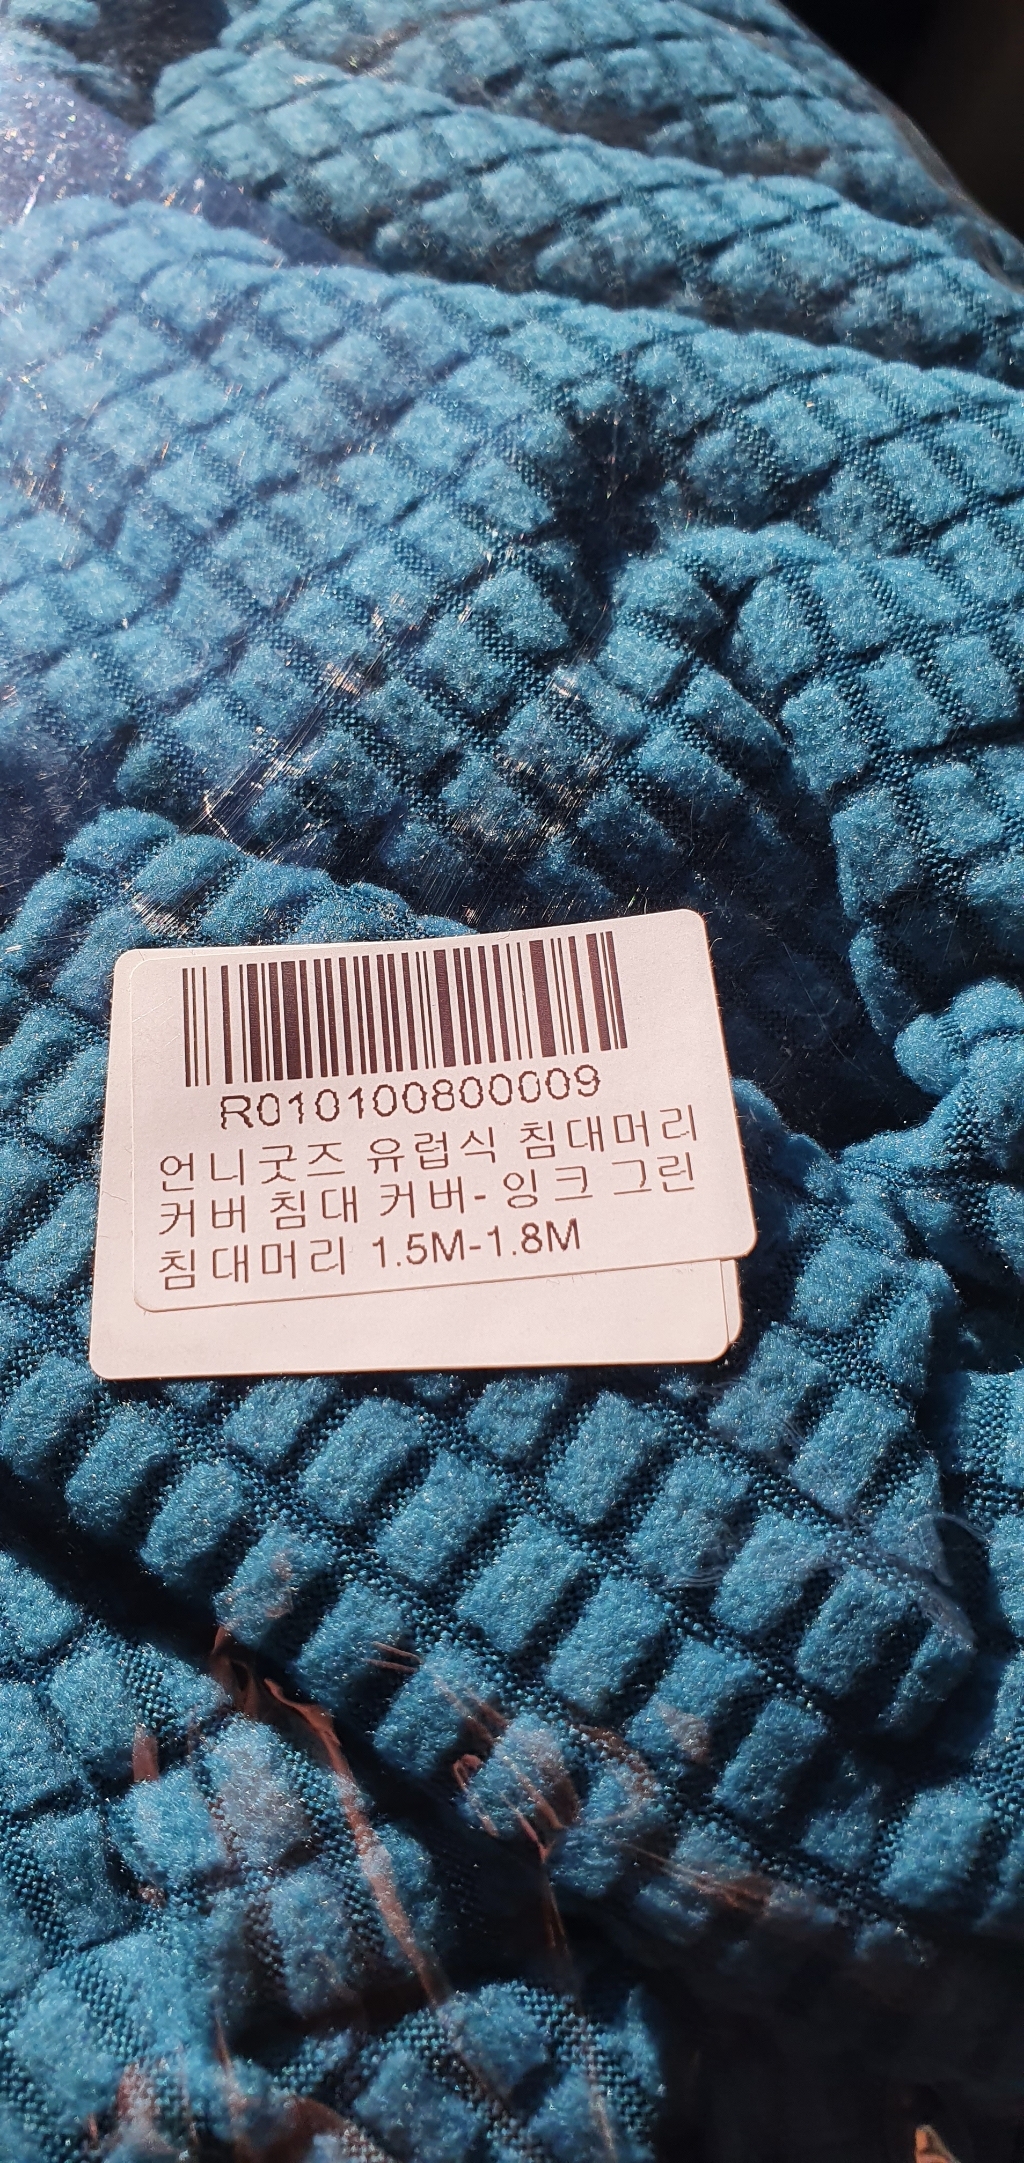 R010100800009
언니굿즈 유럽식 침대머리
커버 침대 커버- 잉크 그린
침대머리 1.5M-1.8M